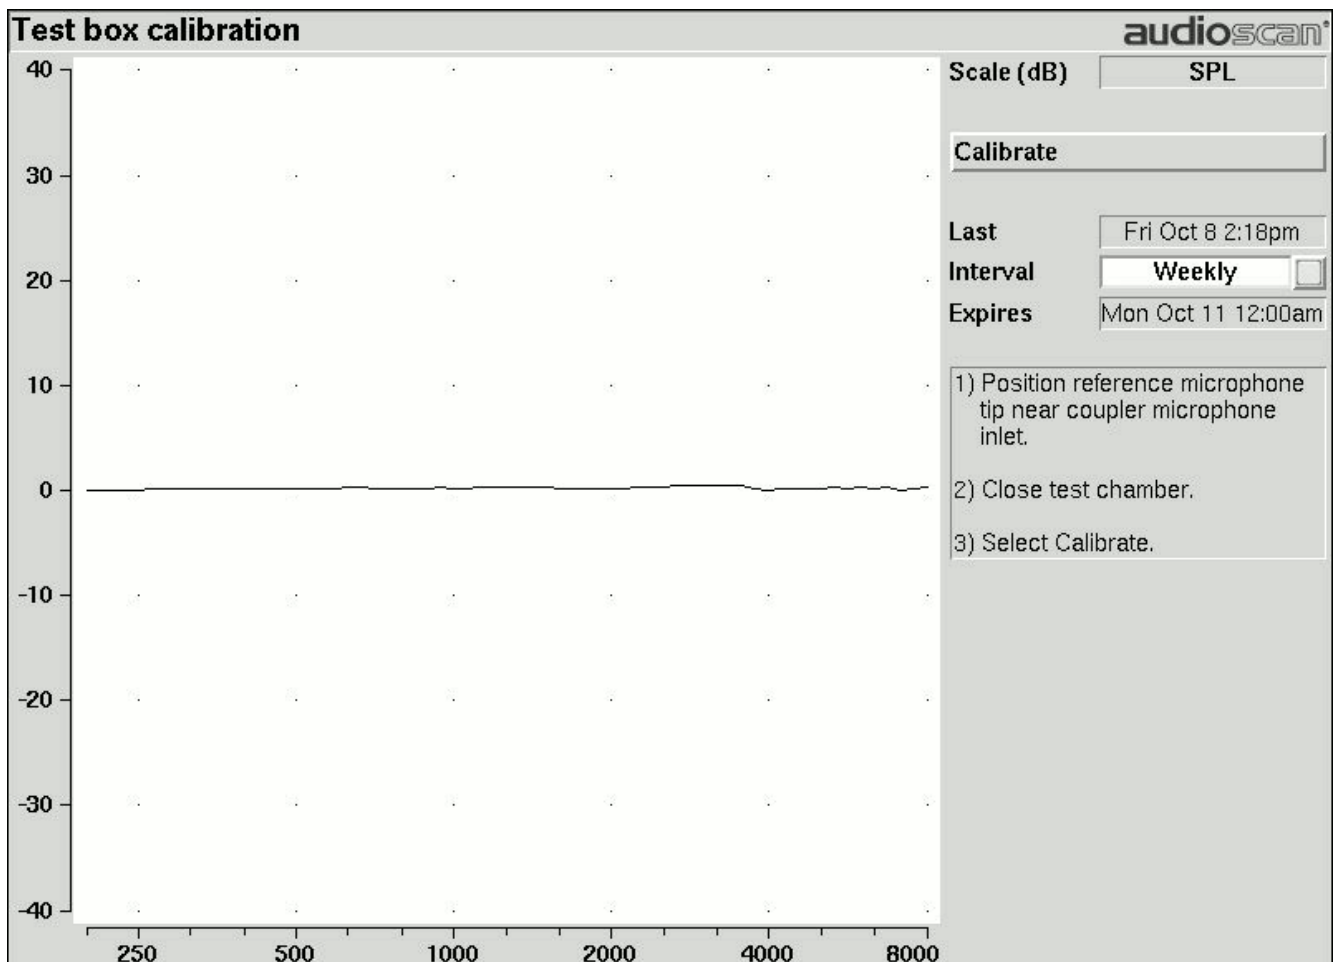 Test box calibration
audioscan®
40
30
20
10
0
-10
-20
-30
-40
250 500 1000 2000 4000 8000
Scale (dB) SPL
Calibrate
Last Fri Oct 8 2:18pm
Interval Weekly
Expires Mon Oct 11 12:00am
1) Position reference microphone
tip near coupler microphone
inlet.
2) Close test chamber.
3) Select Calibrate.